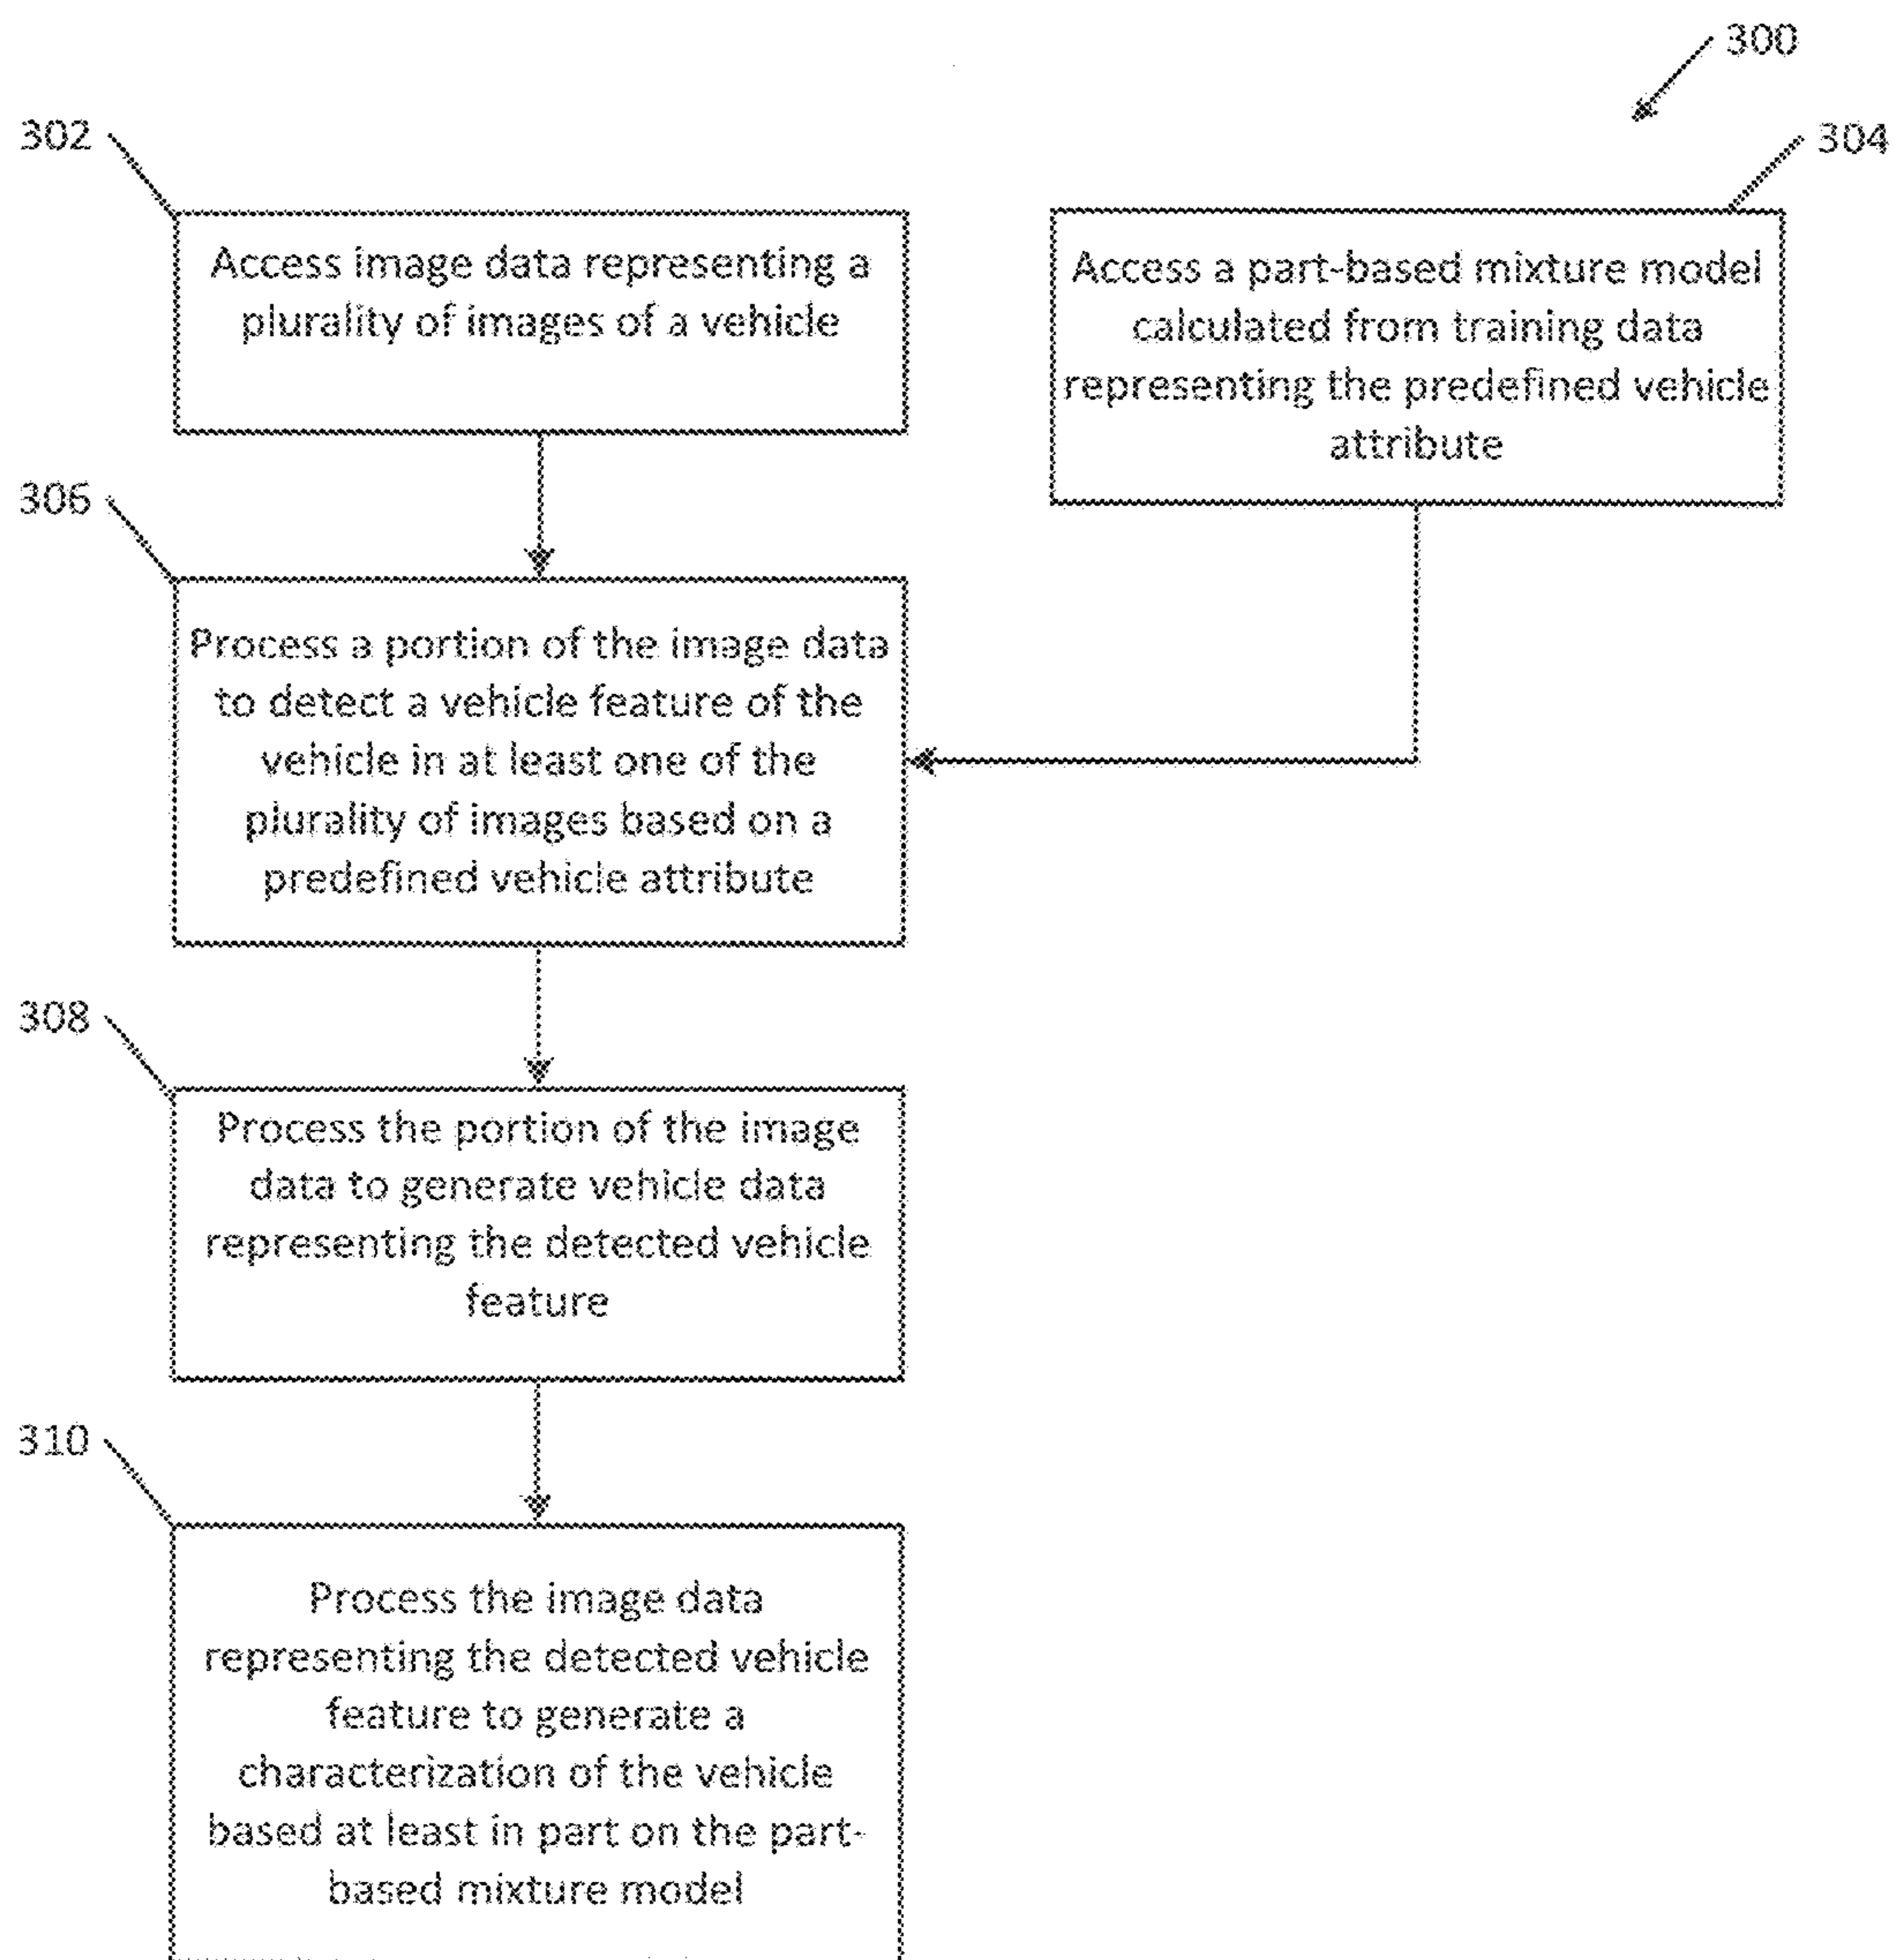 300
302
304
Access image data representing a
plurality of images of a vehicle
Access a part-based mixture model
calculated from training data
representing the predefined vehicle
attribute
306
Process a portion of the image data
to detect a vehicle feature of the
vehicle in at least one of the
plurality of images based on a
predefined vehicle attribute
308
Process the portion of the image
data to generate vehicle data
representing the detected vehicle
feature
310
Process the image data
representing the detected vehicle
feature to generate a
characterization of the vehicle
based at least in part on the part-
based mixture model